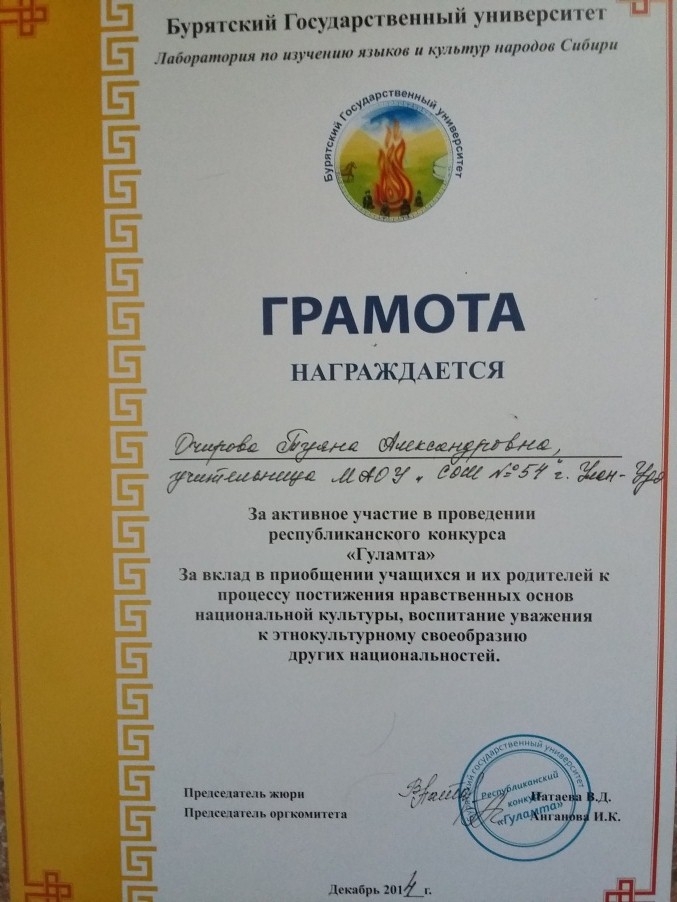 Бурятский Государственный университет
Лаборатория по изучению языков и культур народов Сибири
Бурятский Государственный университет
ГРАМОТА
НАГРАЖДАЕТСЯ
Очирова Туяна Александровна,
учительница МАОУ „СОШ №54" г. Улан-Удэ
За активное участие в проведении
республиканского конкурса
«Гуламта»
За вклад в приобщении учащихся и их родителей к
процессу постижения нравственных основ
национальной культуры, воспитание уважения
к этнокультурному своеобразию
других национальностей.
Председатель жюри Патаева В.Д.
Председатель оргкомитета Хиганова И.К.
государственный университет
Республиканский
конкурс
«Гуламта»
Декабрь 2014 г.